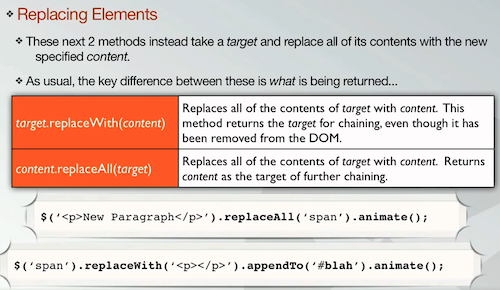 Replacing Elements
These next 2 methods instead take a target and replace all of its contents with the new
specified content.
As usual, the key difference between these is what is being returned...
target.replaceWith(content)
Replaces all of the contents of target with content. This
method returns the target for chaining, even though it has
been removed from the DOM.
content.replaceAll(target)
Replaces all of the contents of target with content. Returns
content as the target of further chaining.
$(‘<p>New Paragraph</p>’).replaceAll(‘span’).animate();
$(‘span’).replaceWith(‘<p></p>’).appendTo(‘#blah’).animate();